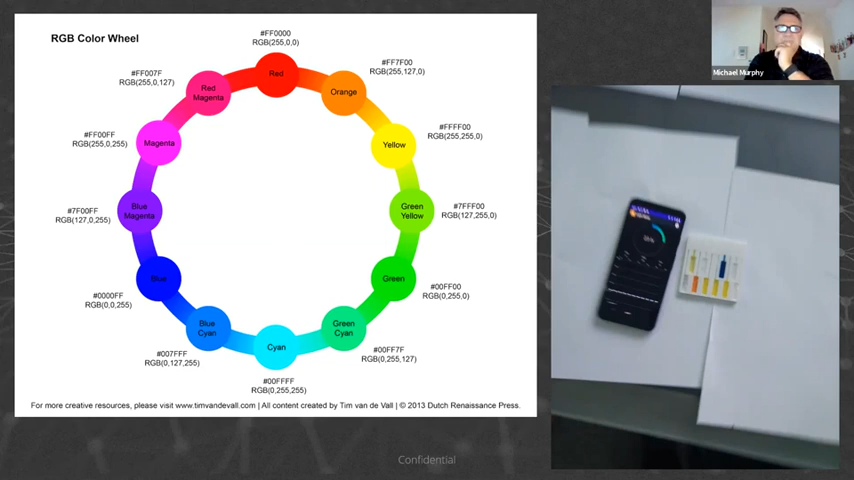 RGB Color Wheel
#FF0000
RGB(255,0,0)
Red
#FF7F00
RGB(255,127,0)
Orange
#FFFF00
RGB(255,255,0)
Yellow
#7FFF00
RGB(127,255,0)
Green
Yellow
#00FF00
RGB(0,255,0)
Green
#00FF7F
RGB(0,255,127)
Green
Cyan
#00FFFF
RGB(0,255,255)
Cyan
#007FFF
RGB(0,127,255)
Blue
Cyan
#0000FF
RGB(0,0,255)
Blue
#7F00FF
RGB(127,0,255)
Blue
Magenta
#FF00FF
RGB(255,0,255)
Magenta
#FF007F
RGB(255,0,127)
Red
Magenta
For more creative resources, please visit www.timvandevall.com | All content created by Tim van de Vall | © 2013 Dutch Renaissance Press.
Michael Murphy
Confidential